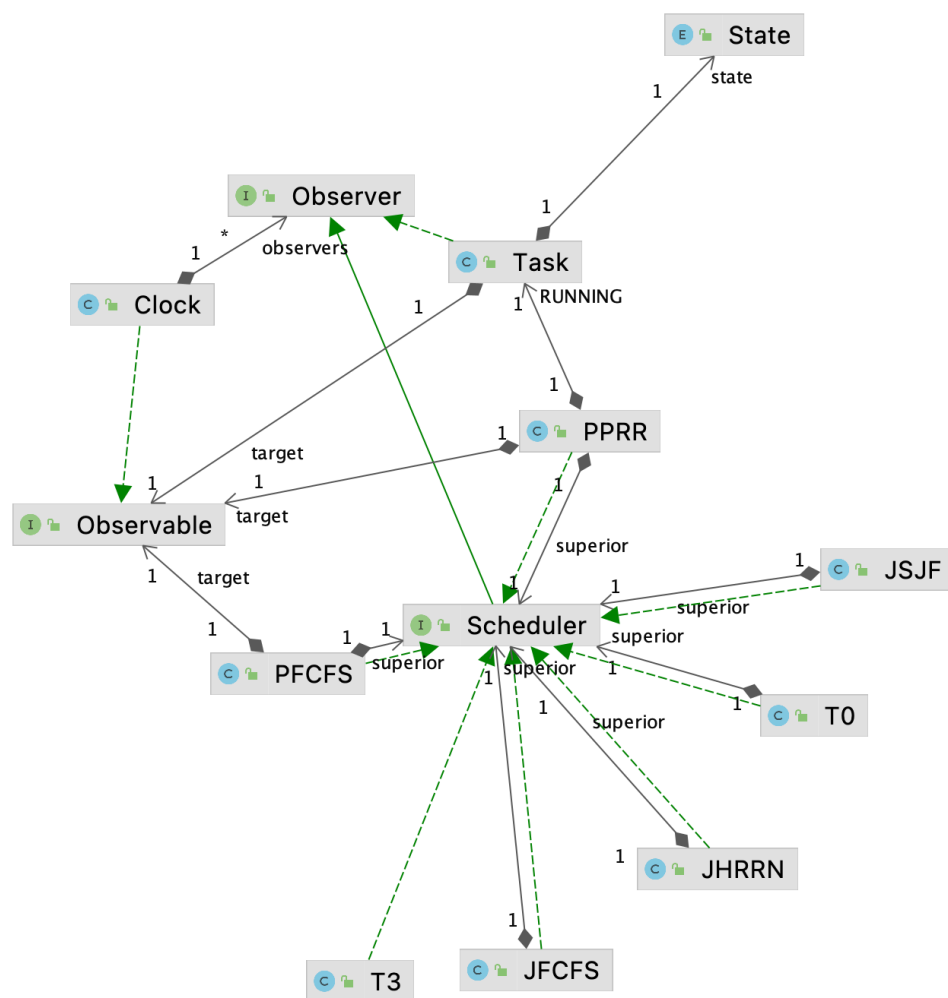 E State
state
1
1
I Observer
*
observers
1
C Task
C Clock
1
1
RUNNING
1
C PPRR
1
target
1
1
1
target
I Observable
1
target
superior
1
C JSJF
1
1
I Scheduler
superior
1
1
1
superior
superior
C PFCFS
superior
1
1
1
C T0
1
superior
1
C JHRRN
1
C JFCFS
C T3